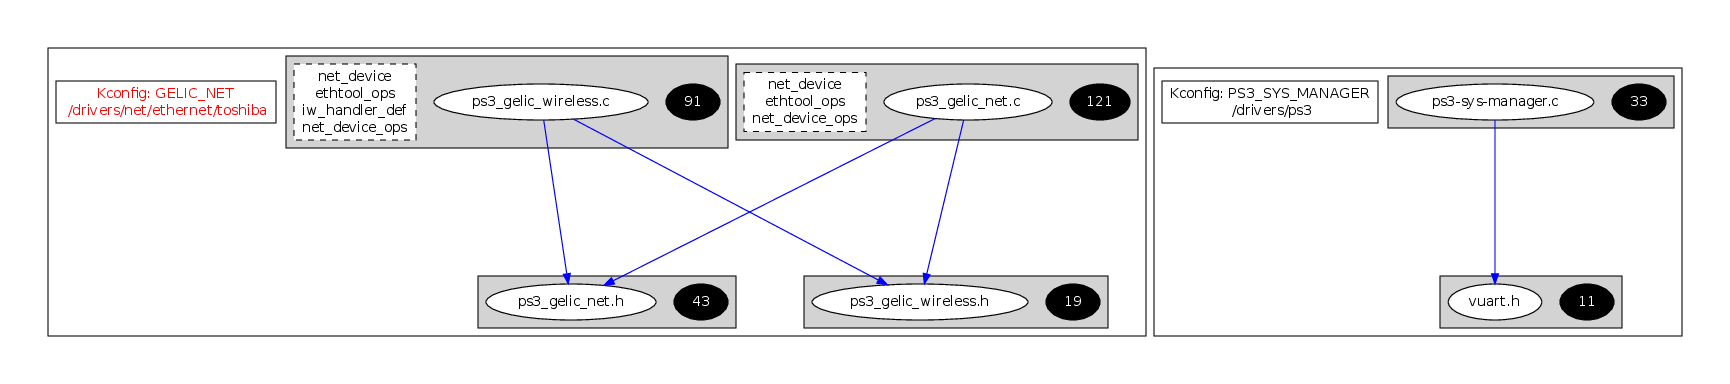 Kconfig: GELIC_NET
/drivers/net/ethernet/toshiba
net_device
ethtool_ops
iw_handler_def
net_device_ops
ps3_gelic_wireless.c
91
net_device
ethtool_ops
net_device_ops
ps3_gelic_net.c
121
Kconfig: PS3_SYS_MANAGER
/drivers/ps3
ps3-sys-manager.c
33
ps3_gelic_net.h
43
ps3_gelic_wireless.h
19
vuart.h
11